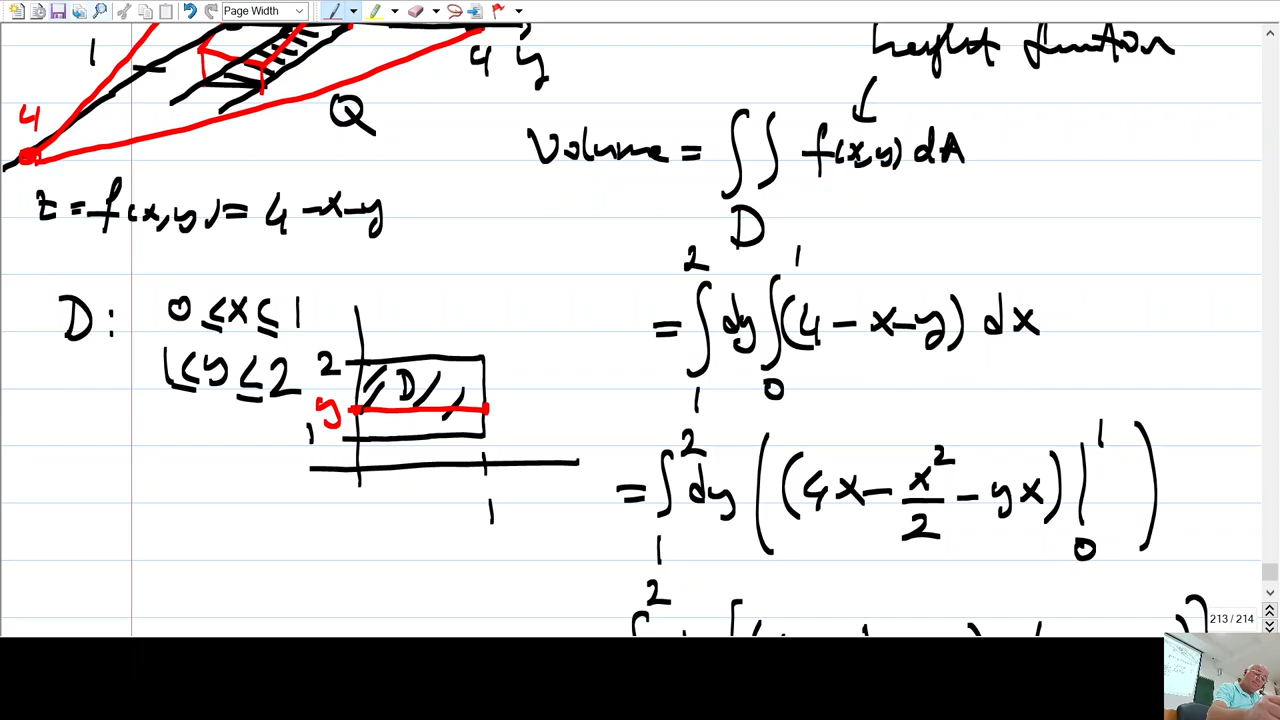 Page Width
height function
1
4 y
4
Q
Volume = ∬ f(x,y) dA
D
z = f(x,y) = 4 -x-y
D: 0 ≤ x ≤ 1
1 ≤ y ≤ 2
2
D
y
1
1
= ∫₁² dy ∫₀¹ (4 - x-y) dx
= ∫₁² dy ((4x - x²/2 - yx)|₀¹)
2
213 / 214